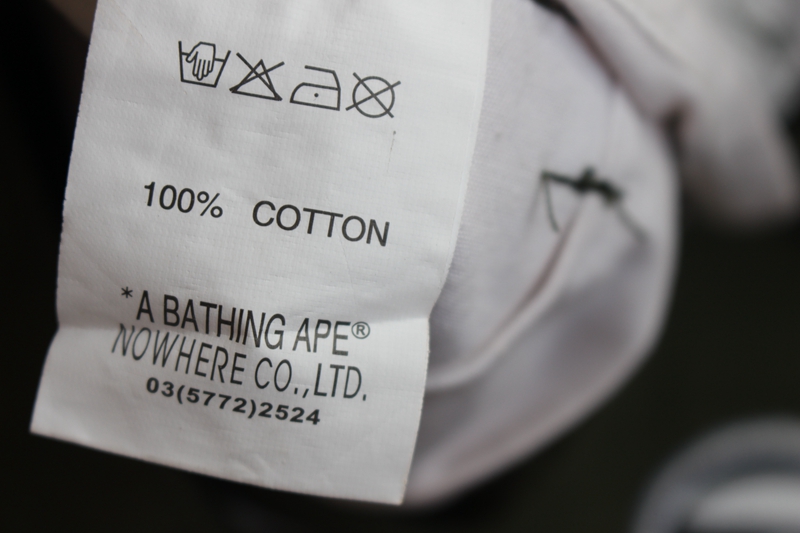 100% COTTON
*A BATHING APE®
NOWHERE CO.,LTD.
03(5772)2524